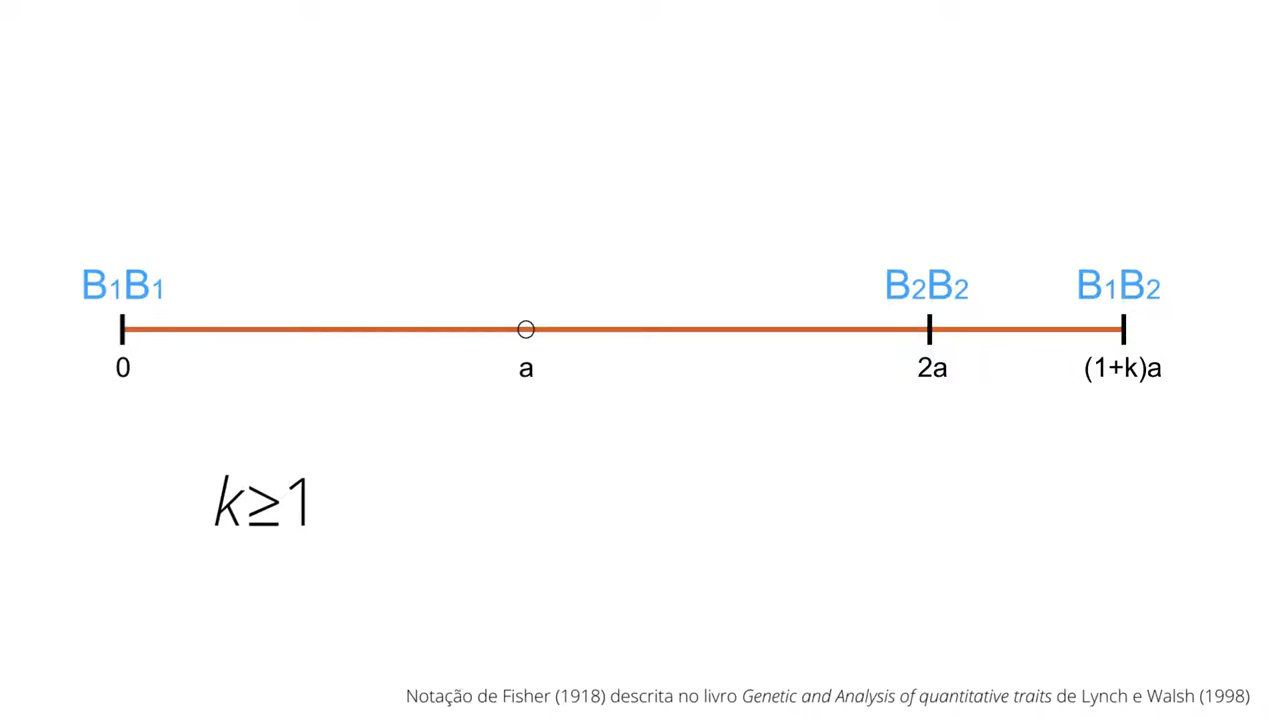 B₁B₁ B₂B₂ B₁B₂
0 a 2a (1+k)a
k≥1
Notação de Fisher (1918) descrita no livro Genetic and Analysis of quantitative traits de Lynch e Walsh (1998)